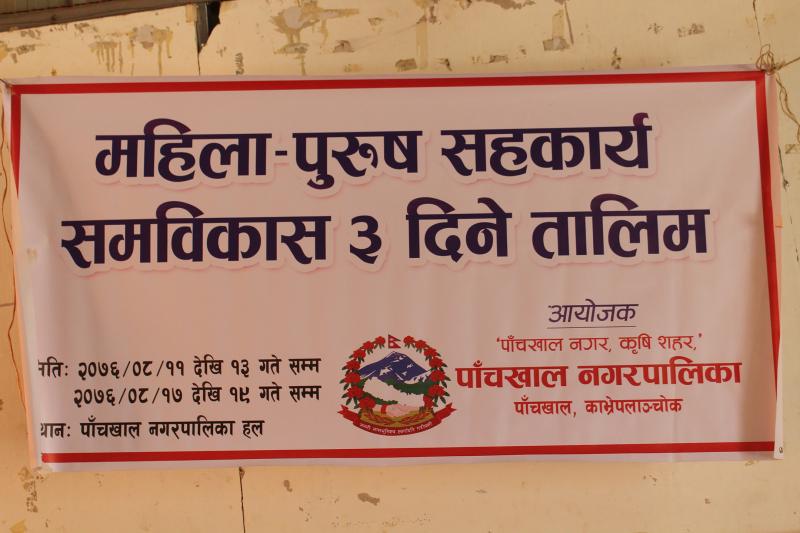 महिला-पुरुष सहकार्य
समविकास ३ दिने तालिम
आयोजक
"पाँचखाल नगर, कृषि शहर,"
पाँचखाल नगरपालिका
पाँचखाल, काभ्रेपलाञ्चोक
मितिः २०७६/०८/११ देखि १३ गते सम्म
२०७६/०८/१७ देखि १९ गते सम्म
थानः पाँचखाल नगरपालिका हल